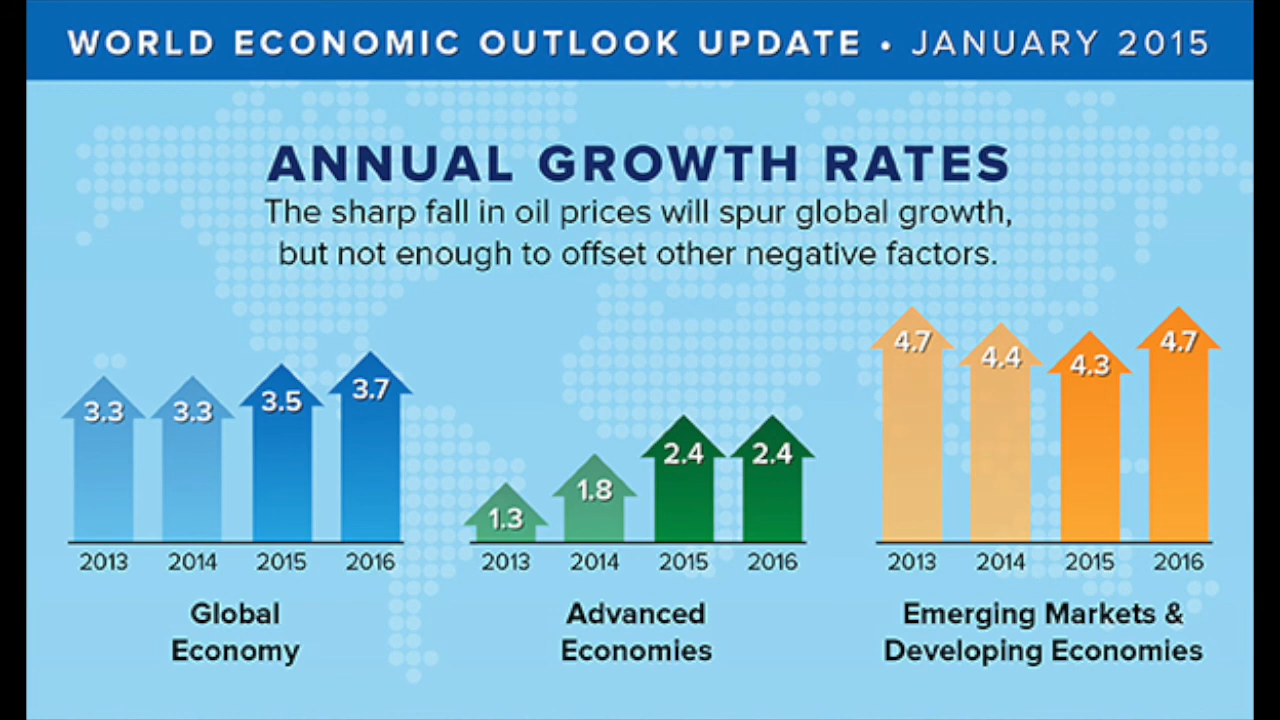 WORLD ECONOMIC OUTLOOK UPDATE • JANUARY 2015
ANNUAL GROWTH RATES
The sharp fall in oil prices will spur global growth,
but not enough to offset other negative factors.
3.3 3.3 3.5 3.7
2013 2014 2015 2016
Global
Economy
1.3 1.8 2.4 2.4
2013 2014 2015 2016
Advanced
Economies
4.7 4.4 4.3 4.7
2013 2014 2015 2016
Emerging Markets &
Developing Economies